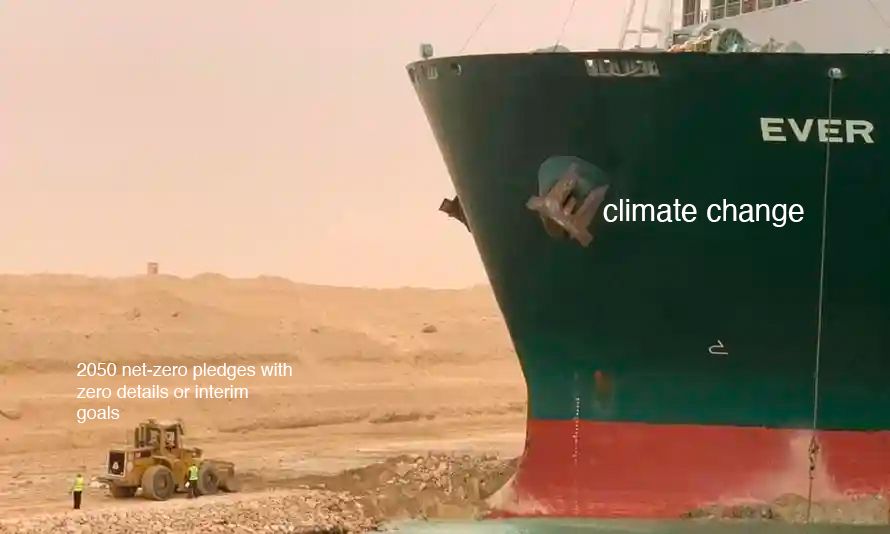 EVER
climate change
2050 net-zero pledges with
zero details or interim
goals